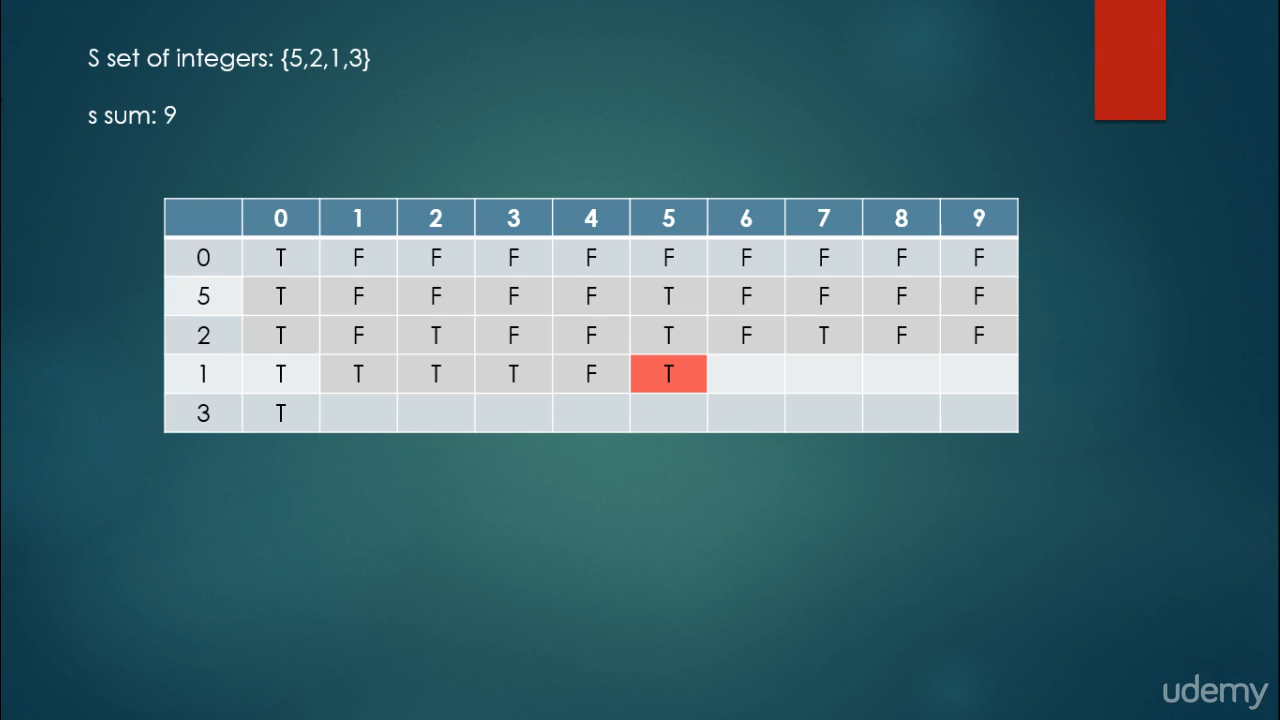 S set of integers: {5,2,1,3}
s sum: 9
0 1 2 3 4 5 6 7 8 9
0 T F F F F F F F F F
5 T F F F F T F F F F
2 T F T F F T F T F F
1 T T T T F T
3 T
udemy